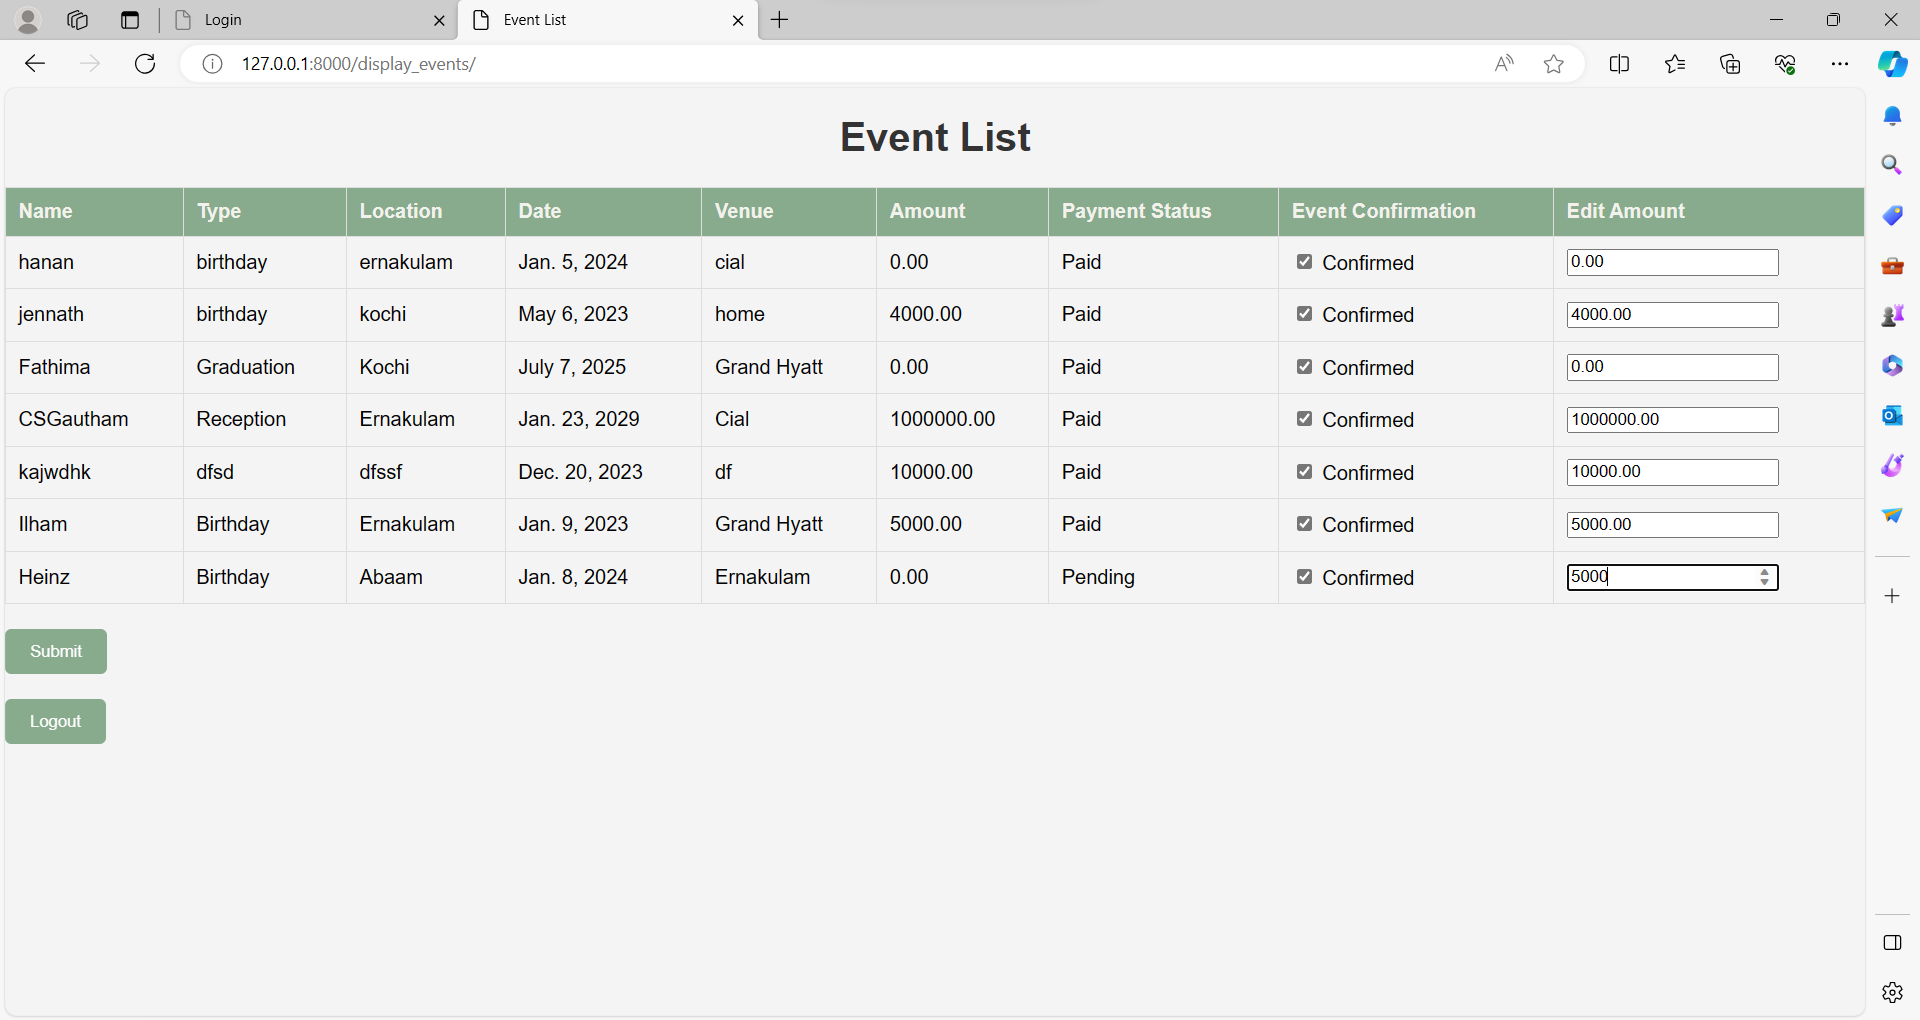 Login
Event List
127.0.0.1:8000/display_events/
Event List
Name Type Location Date Venue Amount Payment Status Event Confirmation Edit Amount
hanan birthday ernakulam Jan. 5, 2024 cial 0.00 Paid Confirmed 0.00
jennath birthday kochi May 6, 2023 home 4000.00 Paid Confirmed 4000.00
Fathima Graduation Kochi July 7, 2025 Grand Hyatt 0.00 Paid Confirmed 0.00
CSGautham Reception Ernakulam Jan. 23, 2029 Cial 1000000.00 Paid Confirmed 1000000.00
kajwdhk dfsd dfssf Dec. 20, 2023 df 10000.00 Paid Confirmed 10000.00
Ilham Birthday Ernakulam Jan. 9, 2023 Grand Hyatt 5000.00 Paid Confirmed 5000.00
Heinz Birthday Abaam Jan. 8, 2024 Ernakulam 0.00 Pending Confirmed 5000
Submit
Logout